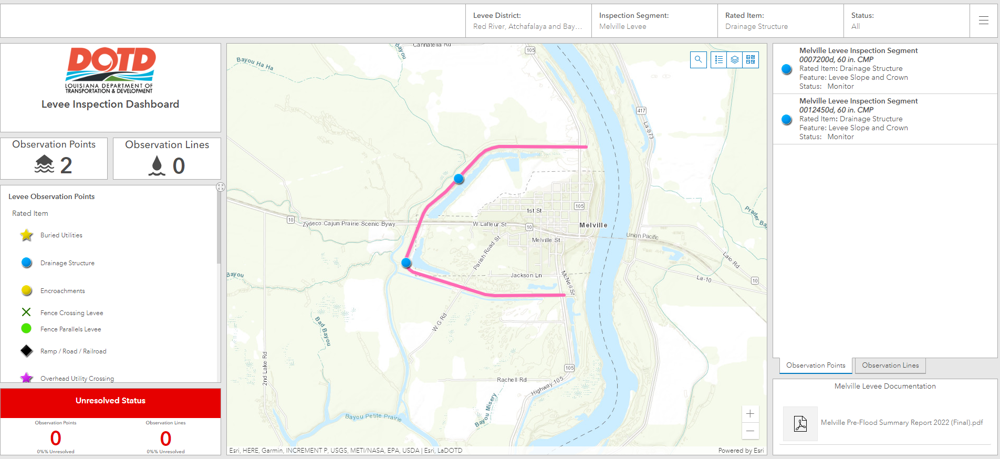 Levee District:
Red River, Atchafalaya and Bay…
Inspection Segment:
Melville Levee
Rated Item:
Drainage Structure
Status:
All
DOTD
LOUISIANA DEPARTMENT OF
TRANSPORTATION & DEVELOPMENT
Levee Inspection Dashboard
Observation Points
2
Observation Lines
0
Levee Observation Points
Rated Item
Buried Utilities
Drainage Structure
Encroachments
Fence Crossing Levee
Fence Parallels Levee
Ramp / Road / Railroad
Overhead Utility Crossing
Unresolved Status
Observation Points
0
0%% Unresolved
Observation Lines
0
0%% Unresolved
Cannatella Rd
105
Bayou
Bayou Ha Ha
417
La-973
10
Zydeco Cajun Prairie Scenic Bywy
1st St
105
W Lafleur St
10
Melville
Melville St
Union Pacific
Prader
Ba
Parish Road St
Laio Rd
Bayou
Jackson Ln
McNeil St
La-10
10
W-G Rd
Bad Bayou
2nd Lake Rd
105
Rachell Rd
Highway 105
Bayou Misery
Bayou Petite Prairie
Esri, HERE, Garmin, INCREMENT P, USGS, METI/NASA, EPA, USDA | Esri, LaDOTD
Powered by Esri
Melville Levee Inspection Segment
0007200d, 60 in. CMP
Rated Item: Drainage Structure
Feature: Levee Slope and Crown
Status: Monitor
Melville Levee Inspection Segment
0012450d, 60 in. CMP
Rated Item: Drainage Structure
Feature: Levee Slope and Crown
Status: Monitor
Observation Points
Observation Lines
Melville Levee Documentation
Melville Pre-Flood Summary Report 2022 (Final).pdf